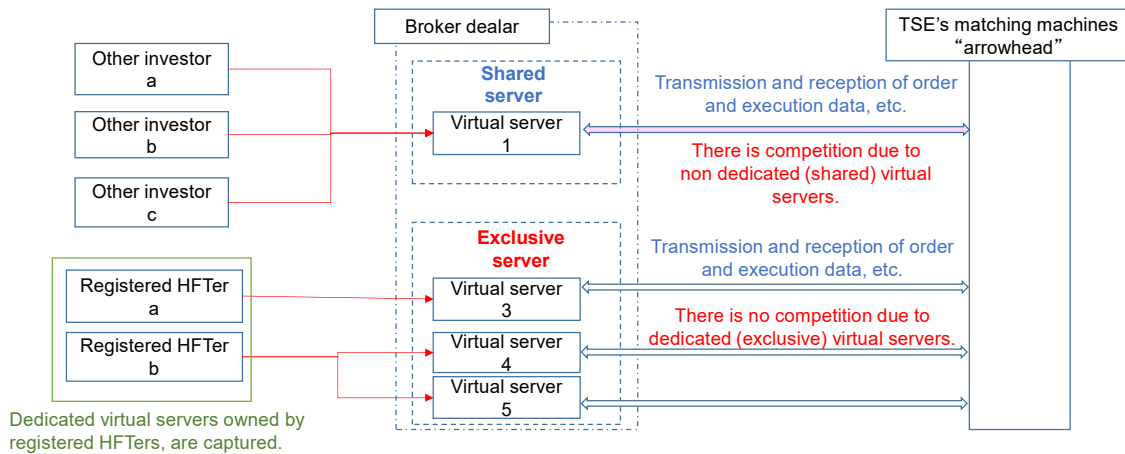 Broker dealar
TSE's matching machines
“arrowhead”
Other investor
a
Other investor
b
Other investor
c
Shared
server
Virtual server
1
Transmission and reception of order
and execution data, etc.
There is competition due to
non dedicated (shared) virtual
servers.
Registered HFTer
a
Registered HFTer
b
Dedicated virtual servers owned by
registered HFTers, are captured.
Exclusive
server
Virtual server
3
Virtual server
4
Virtual server
5
Transmission and reception of order
and execution data, etc.
There is no competition due to
dedicated (exclusive) virtual servers.